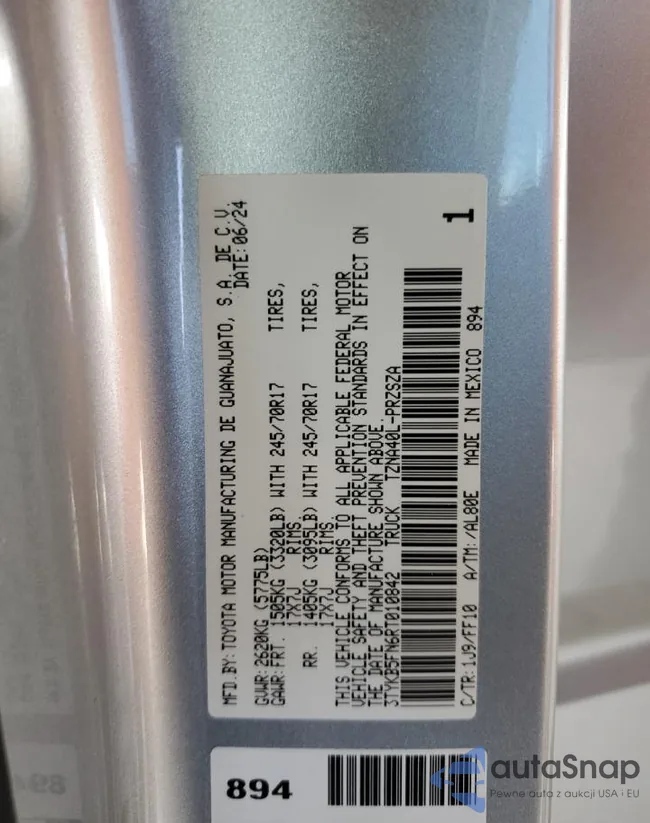 MFD.BY: TOYOTA MOTOR MANUFACTURING DE GUANAJUATO, S.A. DE C.V.
DATE: 06/24
GVWR: 2620KG (5775LB)
GAWR: FRT. 1505KG (3320LB) WITH 245/70R17 TIRES,
17X7J RIMS,
RR. 1405KG (3095LB) WITH 245/70R17 TIRES,
17X7J RIMS.
THIS VEHICLE CONFORMS TO ALL APPLICABLE FEDERAL MOTOR
VEHICLE SAFETY AND THEFT PREVENTION STANDARDS IN EFFECT ON
THE DATE OF MANUFACTURE SHOWN ABOVE.
3TYKB5FN6RT010842 TRUCK TZNA40L-PRZSZA
C/TR: 1J9/FF10 A/TM: /AL80E MADE IN MEXICO 894
1
894
894
autaSnap
Pewne auta z aukcji USA i EU